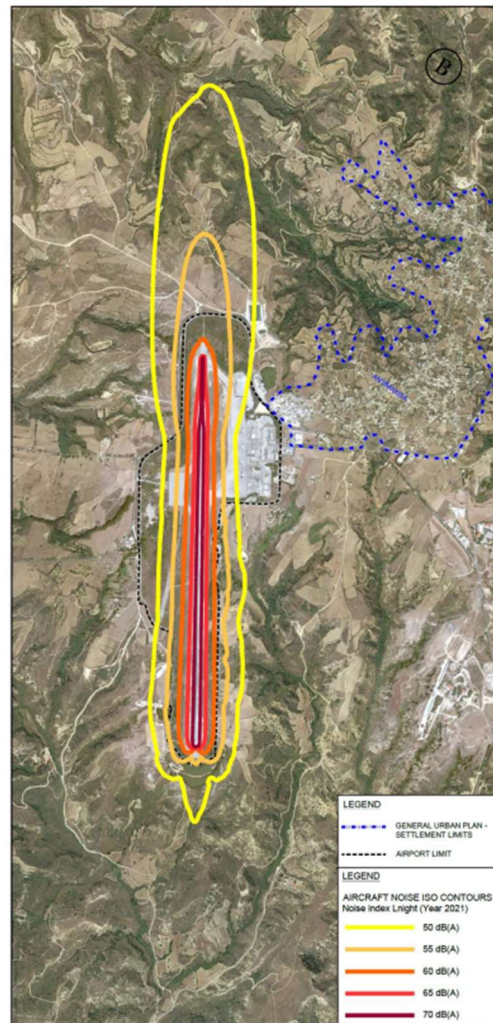 B
LEGEND
GENERAL URBAN PLAN -
SETTLEMENT LIMITS
AIRPORT LIMIT
LEGEND
AIRCRAFT NOISE ISO CONTOURS
Noise Index Lnight (Year 2021)
50 dB(A)
55 dB(A)
60 dB(A)
65 dB(A)
70 dB(A)